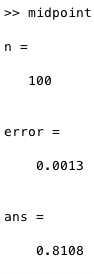 >> midpoint
n =
100
error =
0.0013
ans =
0.8108